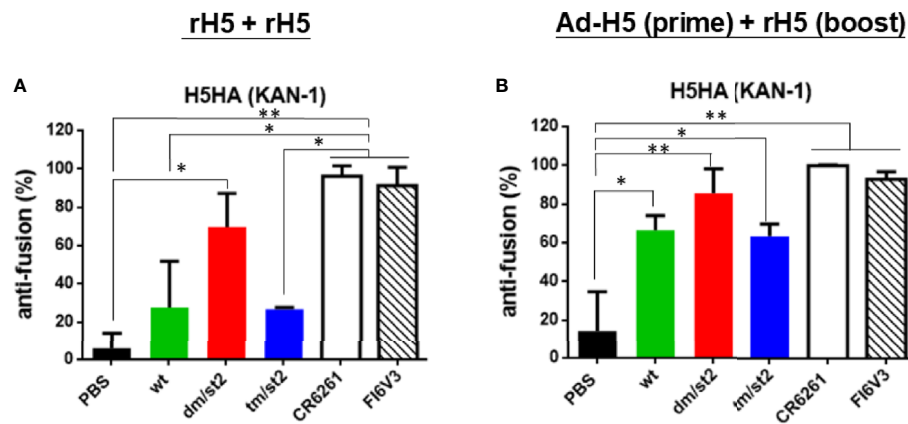 rH5 + rH5
Ad-H5 (prime) + rH5 (boost)
A
H5HA (KAN-1)
**
*
*
*
120
100
80
60
40
20
0
anti-fusion (%)
PBS
wt
dm/st2
tm/st2
CR6261
FI6V3
B
H5HA (KAN-1)
**
*
**
*
120
100
80
60
40
20
0
anti-fusion (%)
PBS
wt
dm/st2
tm/st2
CR6261
FI6V3